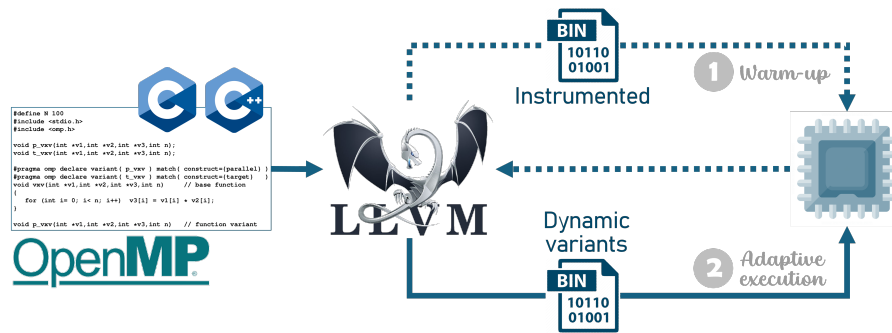 C
C++
#define N 100
#include <stdio.h>
#include <omp.h>
void p_vxv(int *v1,int *v2,int *v3,int n);
void t_vxv(int *v1,int *v2,int *v3,int n);
#pragma omp declare variant( p_vxv ) match( construct={parallel} )
#pragma omp declare variant( t_vxv ) match( construct={target} )
void vxv(int *v1,int *v2,int *v3,int n) // base function
{
for (int i= 0; i< n; i++) v3[i] = v1[i] * v2[i];
}
void p_vxv(int *v1,int *v2,int *v3,int n) // function variant
OpenMP®
LLVM
BIN
10110
01001
Instrumented
1 Warm-up
Dynamic
variants
BIN
10110
01001
2 Adaptive
execution